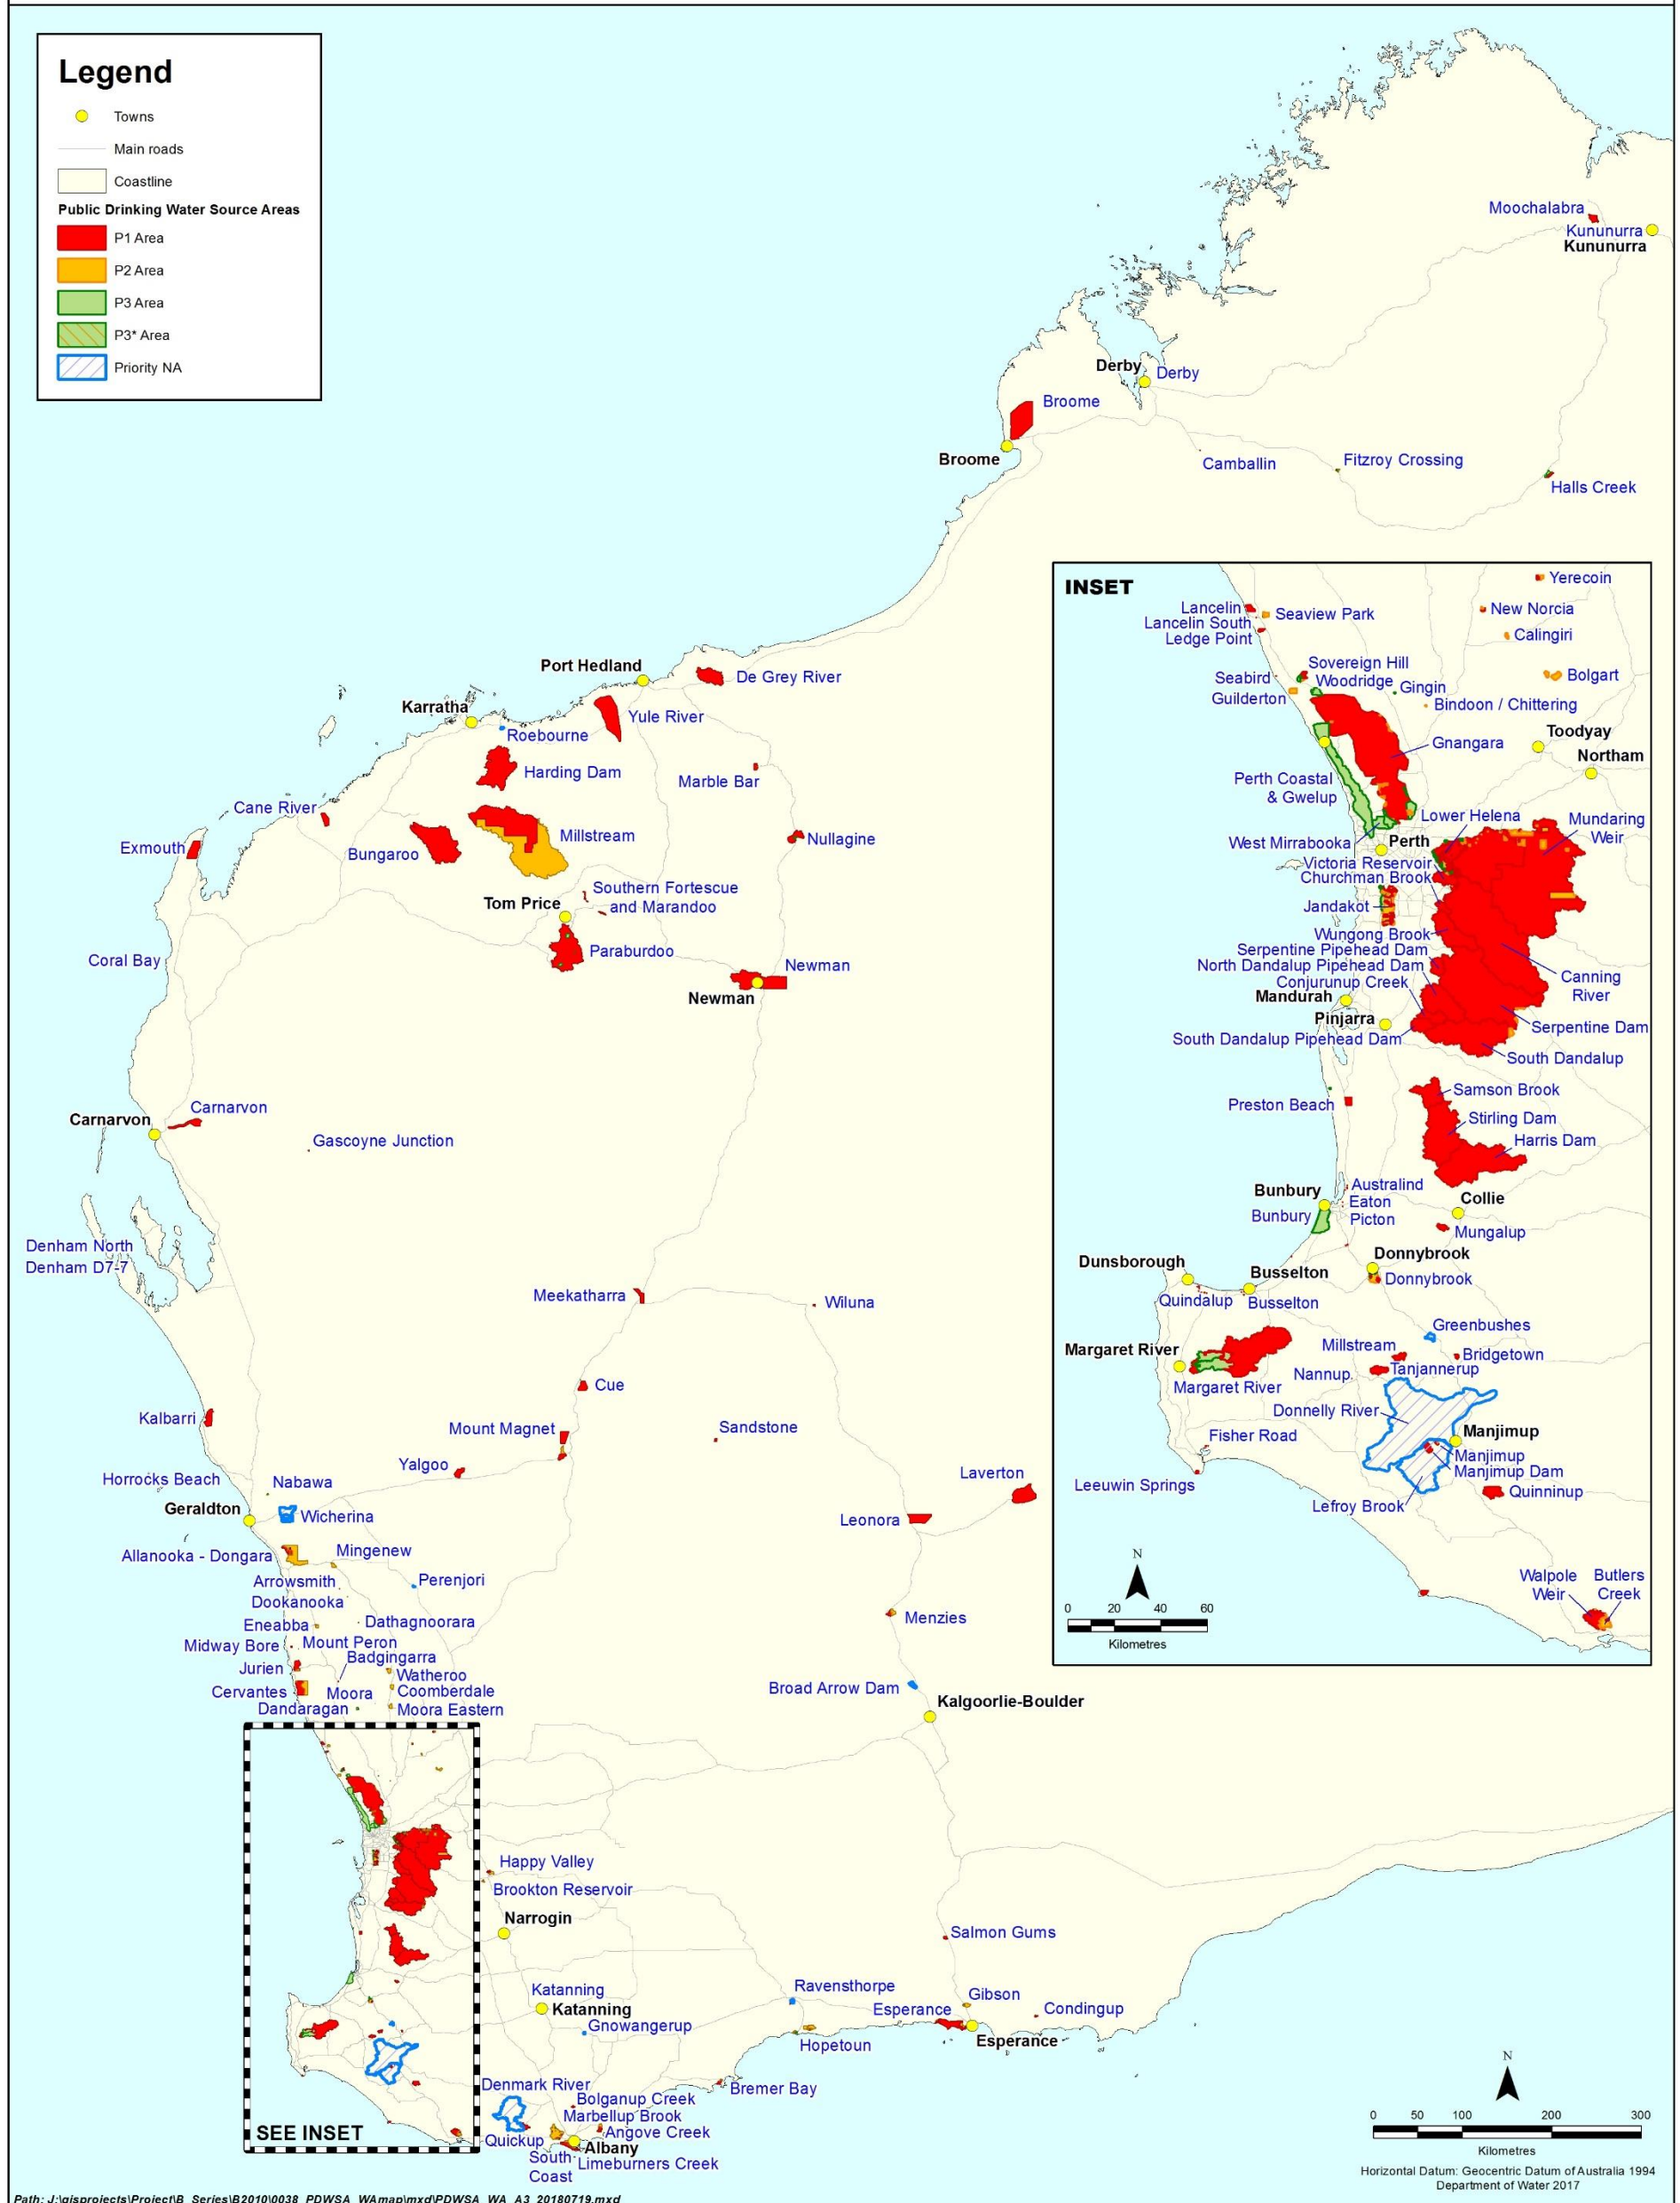 Legend
Towns
Main roads
Coastline
Public Drinking Water Source Areas
P1 Area
P2 Area
P3 Area
P3* Area
Priority NA
Moochalabra
Kununurra
Kununurra
Derby
Derby
Broome
Broome
Camballin
Fitzroy Crossing
Halls Creek
Port Hedland
De Grey River
Karratha
Yule River
Roebourne
Harding Dam
Marble Bar
Cane River
Exmouth
Bungaroo
Millstream
Nullagine
Southern Fortescue
and Marandoo
Tom Price
Paraburdoo
Coral Bay
Newman
Newman
Carnarvon
Carnarvon
Gascoyne Junction
Denham North
Denham D7-7
Meekatharra
Wiluna
Cue
Kalbarri
Mount Magnet
Sandstone
Yalgoo
Horrocks Beach
Nabawa
Laverton
Geraldton
Wicherina
Leonora
Allanooka - Dongara
Mingenew
Arrowsmith
Perenjori
Dookanooka
Eneabba
Dathagnoorara
Menzies
Midway Bore
Mount Peron
Badgingarra
Jurien
Watheroo
Cervantes
Moora
Coomberdale
Dandaragan
Moora Eastern
Broad Arrow Dam
Kalgoorlie-Boulder
Happy Valley
Brookton Reservoir
Narrogin
Salmon Gums
Katanning
Katanning
Gnowangerup
Ravensthorpe
Esperance
Gibson
Condingup
Hopetoun
Esperance
Denmark River
Bolganup Creek
Bremer Bay
Marbellup Brook
Angove Creek
Quickup
Albany
South
Coast
Limeburners Creek
SEE INSET
INSET
Yerecoin
Lancelin
Seaview Park
New Norcia
Lancelin South
Ledge Point
Calingiri
Sovereign Hill
Seabird
Woodridge
Gingin
Bolgart
Guilderton
Bindoon / Chittering
Toodyay
Gnangara
Northam
Perth Coastal
& Gwelup
Lower Helena
Mundaring
Weir
West Mirrabooka
Perth
Victoria Reservoir
Churchman Brook
Jandakot
Wungong Brook
Serpentine Pipehead Dam
North Dandalup Pipehead Dam
Conjurunup Creek
Canning
River
Mandurah
Pinjarra
Serpentine Dam
South Dandalup Pipehead Dam
South Dandalup
Samson Brook
Preston Beach
Stirling Dam
Harris Dam
Bunbury
Australind
Eaton
Collie
Bunbury
Picton
Mungalup
Dunsborough
Donnybrook
Busselton
Donnybrook
Quindalup
Busselton
Greenbushes
Margaret River
Millstream
Bridgetown
Nannup
Tanjannerup
Margaret River
Donnelly River
Manjimup
Fisher Road
Manjimup
Manjimup Dam
Leeuwin Springs
Quinninup
Lefroy Brook
Walpole
Weir
Butlers
Creek
N
0 20 40 60
Kilometres
N
0 50 100 200 300
Kilometres
Horizontal Datum: Geocentric Datum of Australia 1994
Department of Water 2017
Path: J:\gisprojects\Project\B_Series\B2010\0038_PDWSA_WAmap\mxd\PDWSA_WA_A3_20180719.mxd